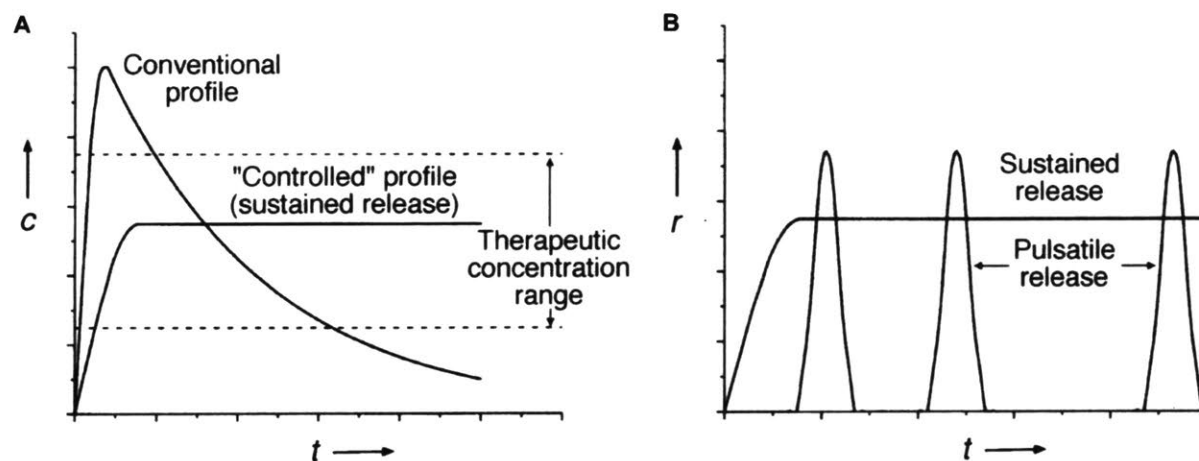 A
Conventional
profile
"Controlled" profile
(sustained release)
Therapeutic
concentration
range
c
t
B
Sustained
release
Pulsatile
release
r
t